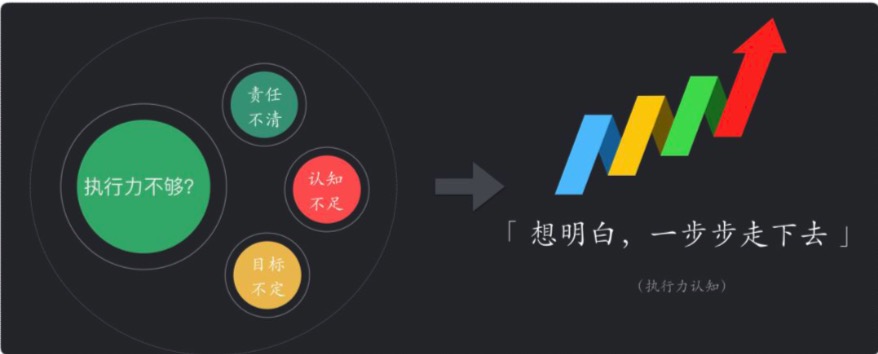 执行力不够?
责任
不清
认知
不足
目标
不定
「 想明白，一步步走下去 」
（执行力认知）